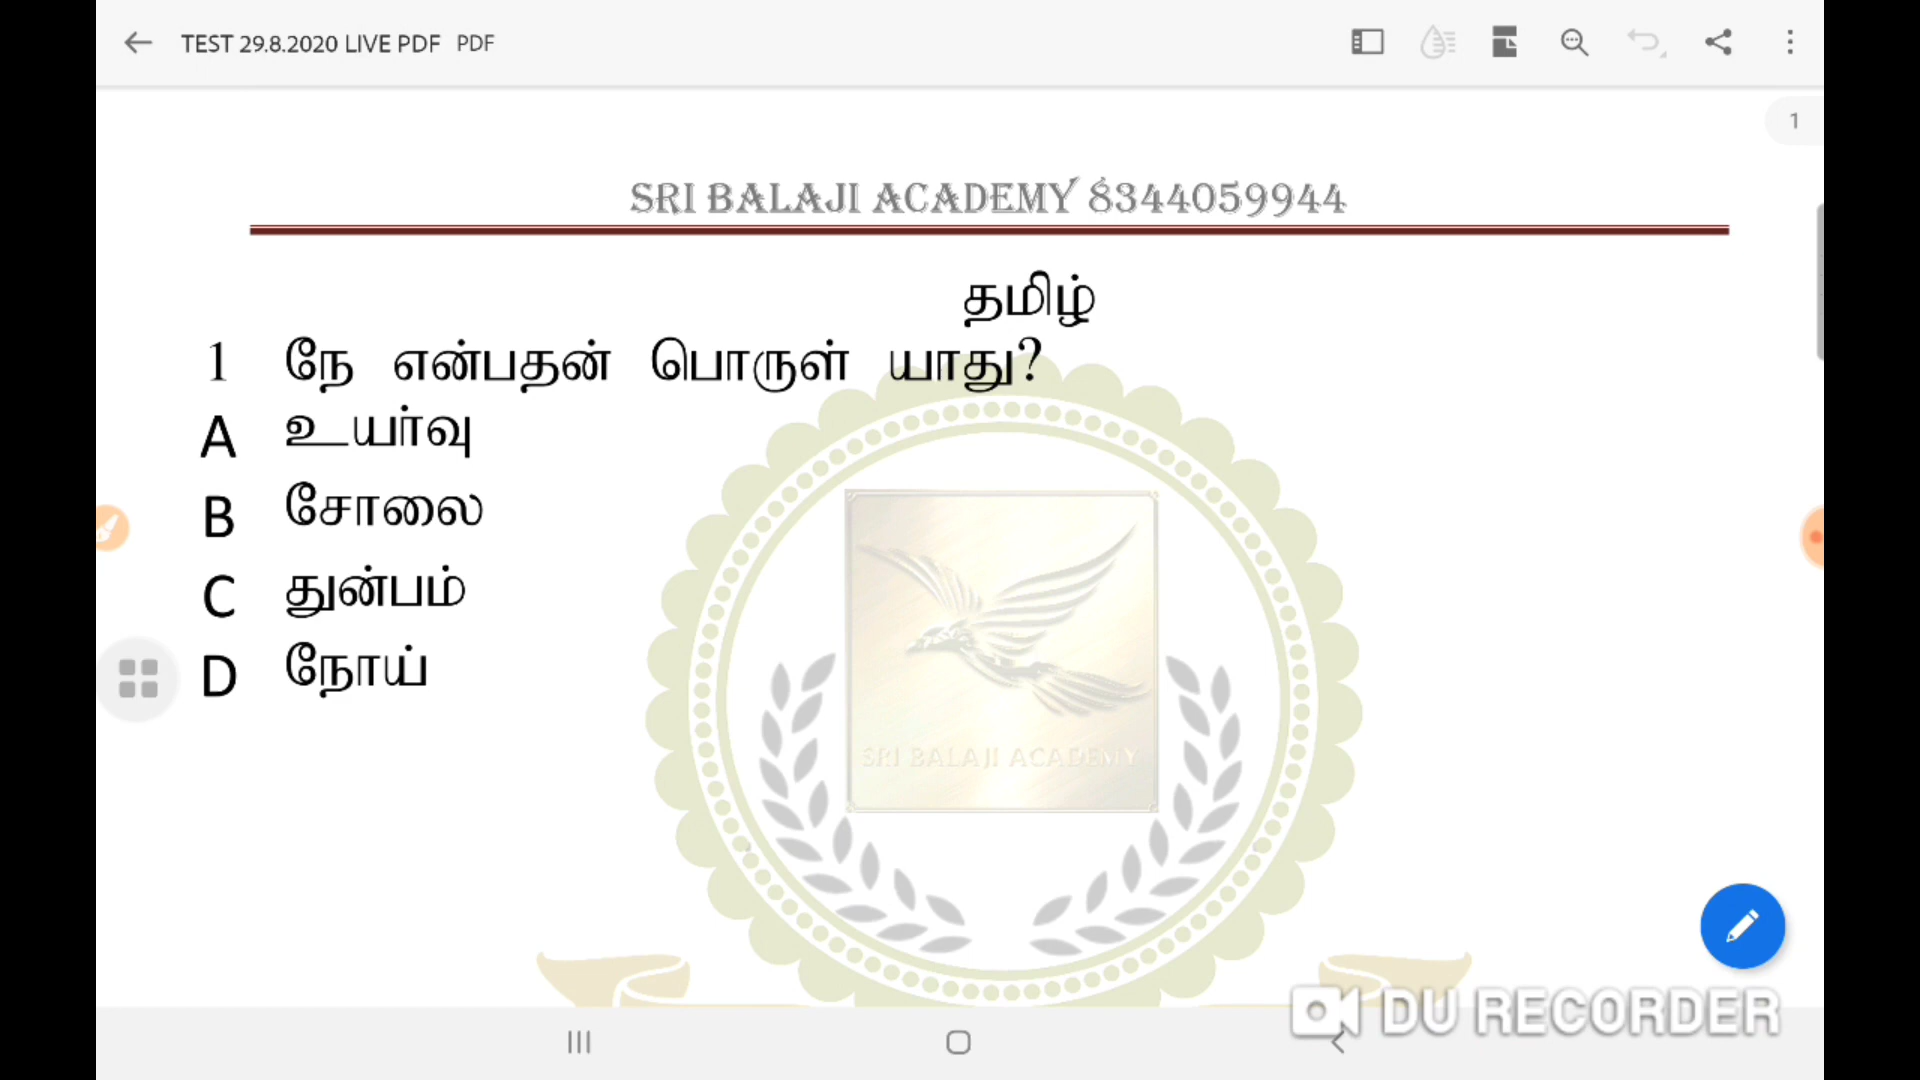 TEST 29.8.2020 LIVE PDF PDF
1
SRI BALAJI ACADEMY 8344059944
தமிழ்
1 நே என்பதன் பொருள் யாது?
A உயர்வு
B சோலை
C துன்பம்
D நோய்
SRI BALAJI ACADEMY
DU RECORDER